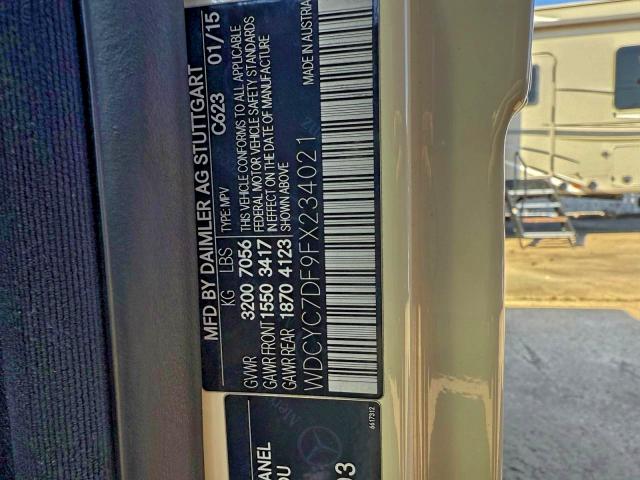 MFD BY DAIMLER AG STUTTGART
C623 01/15
KG LBS TYPE: MPV
GVWR 3200 7056
GAWR FRONT 1550 3417
GAWR REAR 1870 4123
THIS VEHICLE CONFORMS TO ALL APPLICABLE
FEDERAL MOTOR VEHICLE SAFETY STANDARDS
IN EFFECT ON THE DATE OF MANUFACTURE
SHOWN ABOVE
WDCYC7DF9FX234021
MADE IN AUSTRIA
6617312